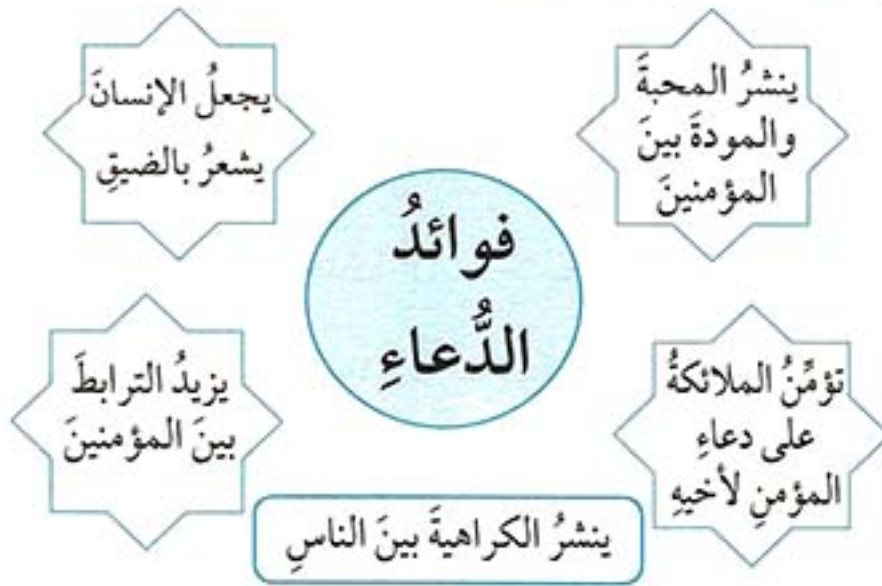 ينشرُ المحبةَ
والمودةَ بينَ
المؤمنينَ
يجعلُ الإنسانَ
يشعرُ بالضيقِ
فوائدُ
الدُّعاءِ
تؤمِّنُ الملائكةُ
على دعاءِ
المؤمنِ لأخيهِ
يزيدُ الترابطَ
بينَ المؤمنينَ
ينشرُ الكراهيةَ بينَ الناسِ